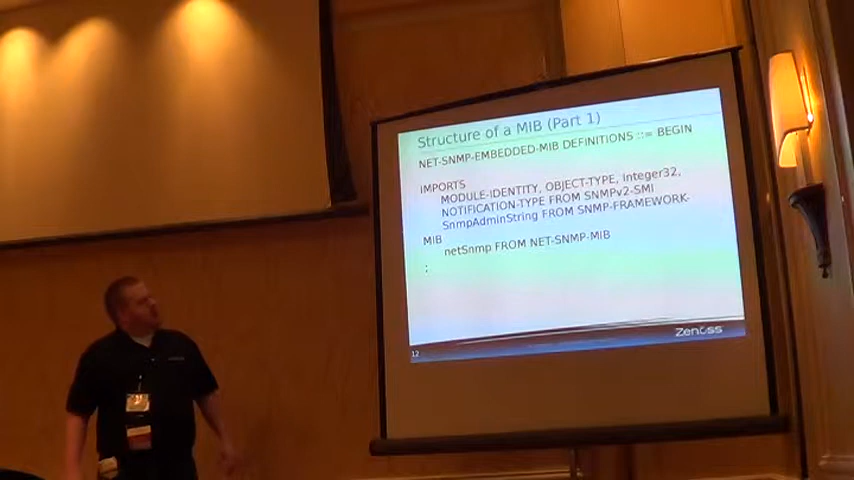 Structure of a MIB (Part 1)
NET-SNMP-EMBEDDED-MIB DEFINITIONS ::= BEGIN
IMPORTS
MODULE-IDENTITY, OBJECT-TYPE, Integer32,
NOTIFICATION-TYPE FROM SNMPv2-SMI
SnmpAdminString FROM SNMP-FRAMEWORK-
MIB
netSnmp FROM NET-SNMP-MIB
;
12
Zenoss